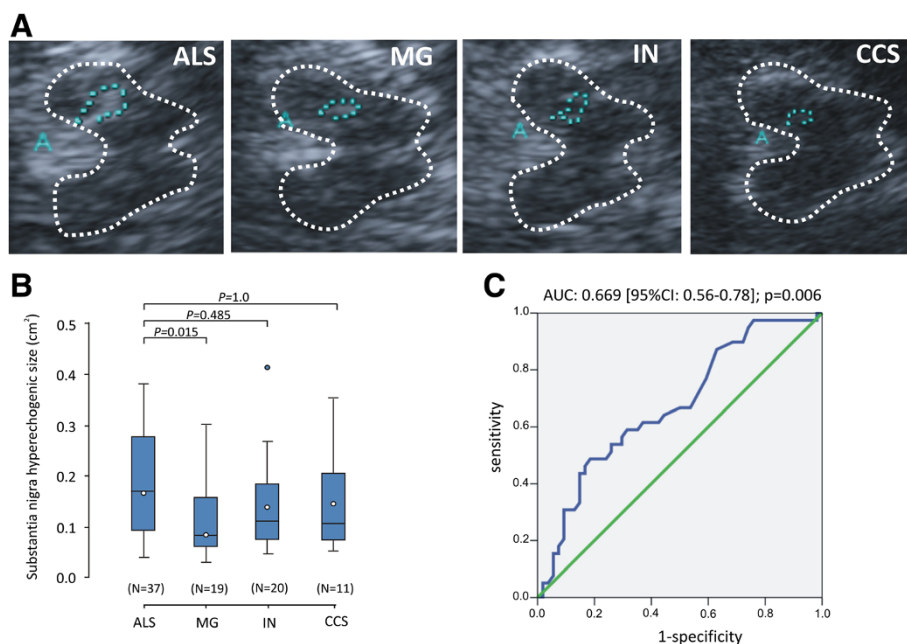 A
ALS
MG
IN
CCS
A
A
A
A
B
P=1.0
P=0.485
P=0.015
Substantia nigra hyperechogenic size (cm²)
0.5
0.4
0.3
0.2
0.1
0.0
(N=37)
(N=19)
(N=20)
(N=11)
ALS
MG
IN
CCS
C
AUC: 0.669 [95%CI: 0.56-0.78]; p=0.006
sensitivity
1.0
0.8
0.6
0.4
0.2
0.0
0.0
0.2
0.4
0.6
0.8
1.0
1-specificity